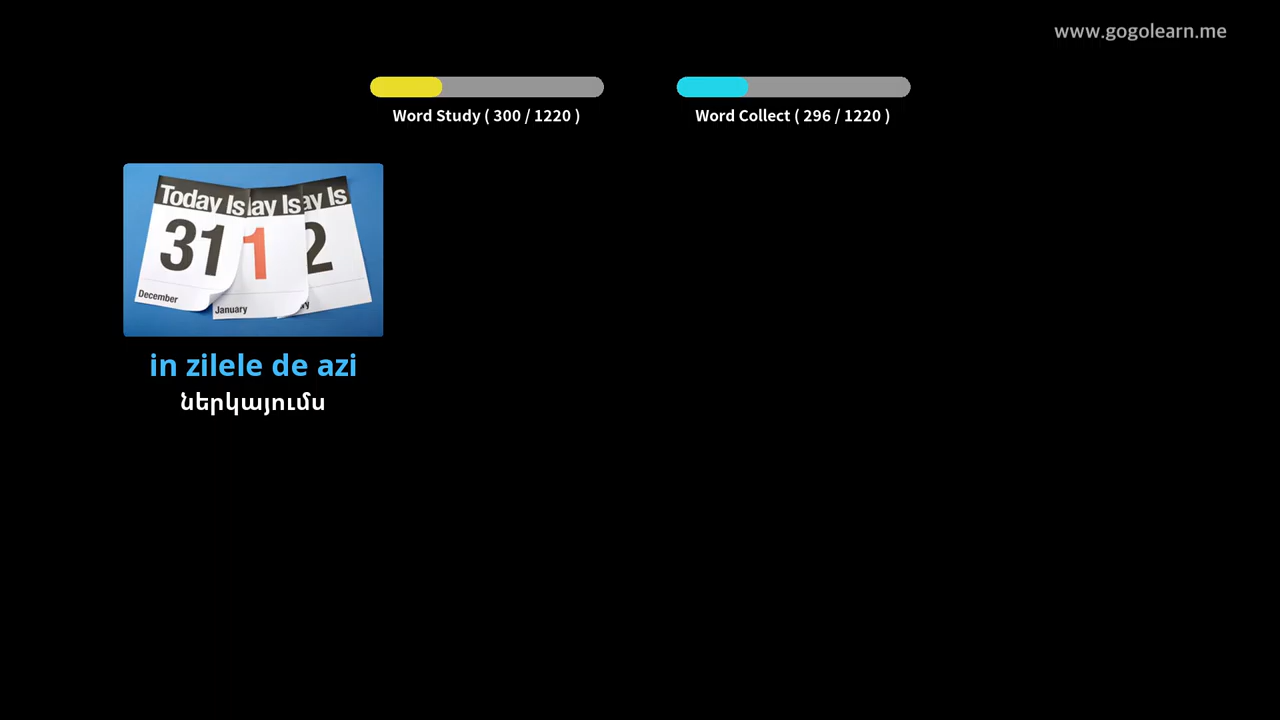 www.gogolearn.me
Word Study ( 300 / 1220 )
Word Collect ( 296 / 1220 )
Today Is ay Is ay Is
31 1 2
December
January
in zilele de azi
ներկայումս